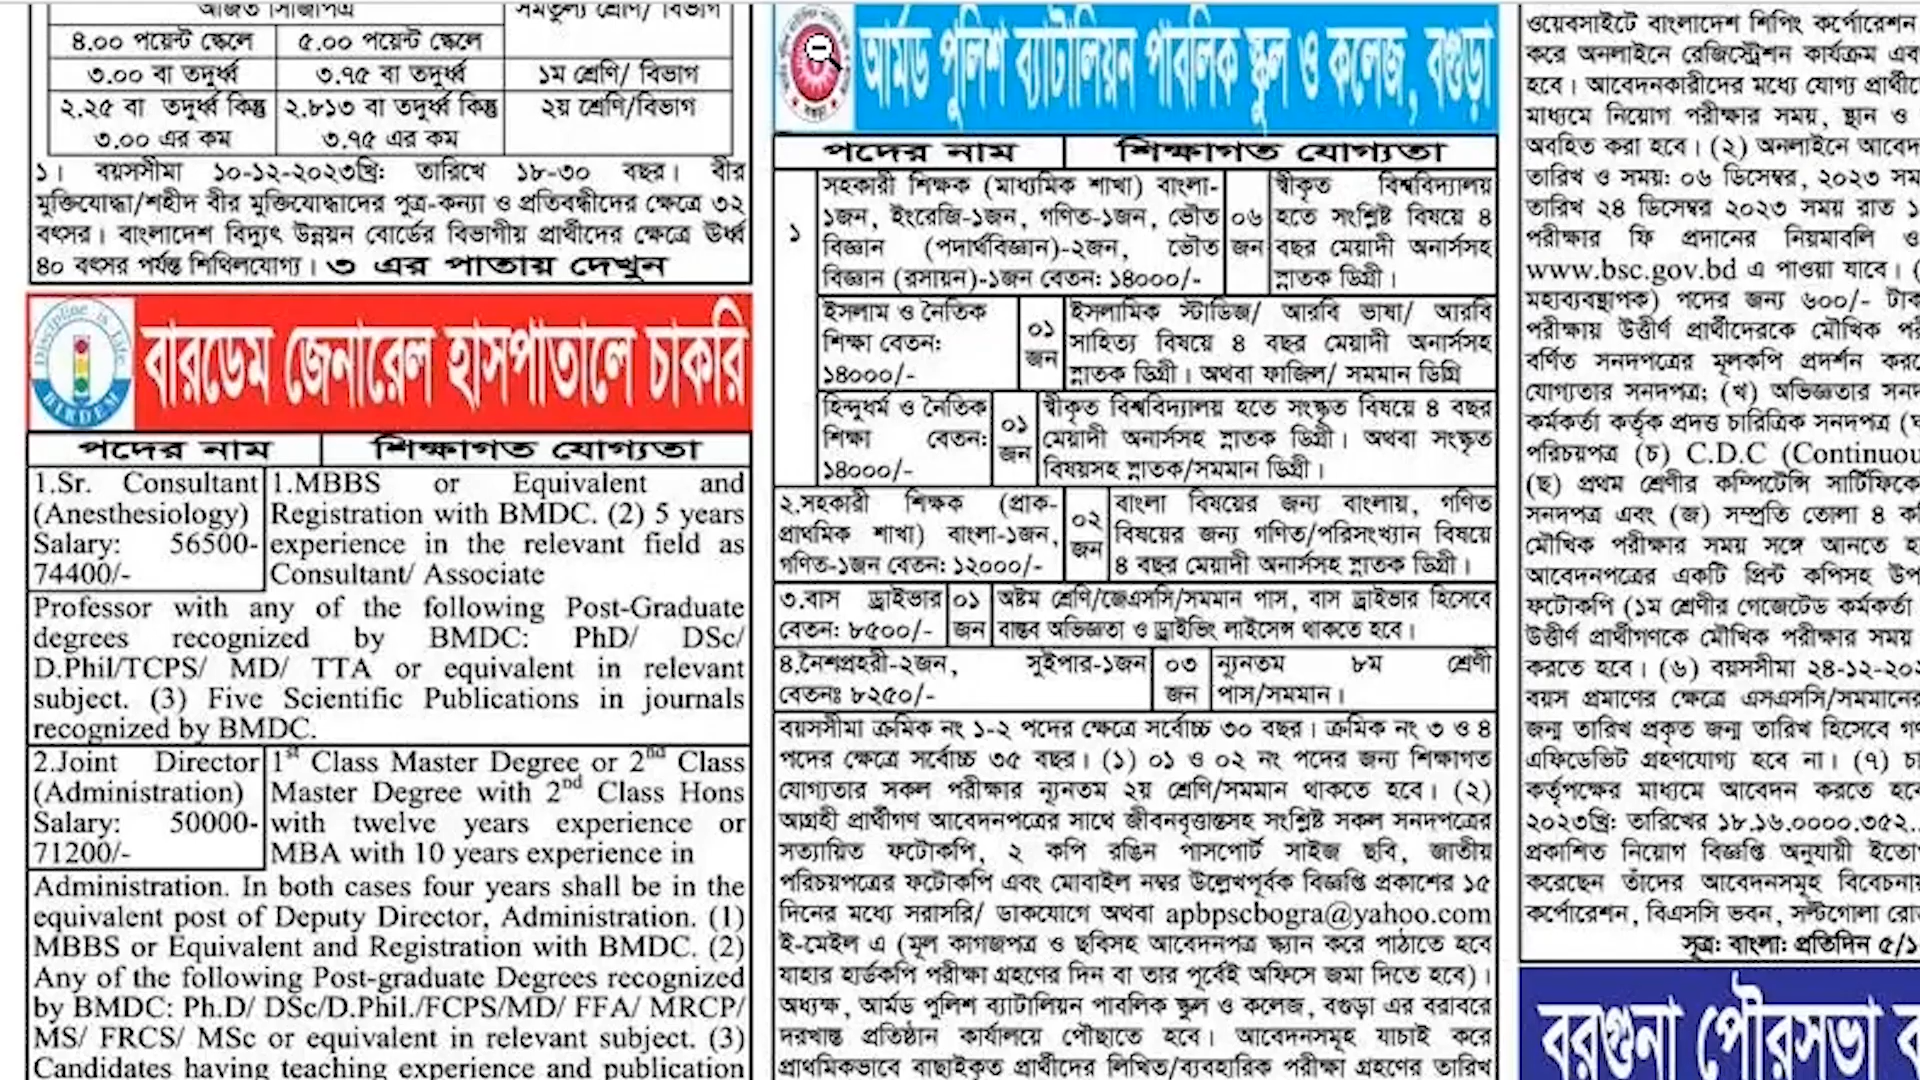 অর্জিত সিজিপিএ
সমতুল্য শ্রেণি/ বিভাগ
৪.০০ পয়েন্ট স্কেলে
৫.০০ পয়েন্ট স্কেলে
৩.০০ বা তদুর্ধ্ব
৩.৭৫ বা তদুর্ধ্ব
১ম শ্রেণি/ বিভাগ
২.২৫ বা তদুর্ধ্ব কিন্তু
২.৮১৩ বা তদুর্ধ্ব কিন্তু
২য় শ্রেণি/বিভাগ
৩.০০ এর কম
৩.৭৫ এর কম
১। বয়সসীমা ১০-১২-২০২৩খ্রি: তারিখে ১৮-৩০ বছর। বীর
মুক্তিযোদ্ধা/শহীদ বীর মুক্তিযোদ্ধাদের পুত্র-কন্যা ও প্রতিবন্ধীদের ক্ষেত্রে ৩২
বৎসর। বাংলাদেশ বিদ্যুৎ উন্নয়ন বোর্ডের বিভাগীয় প্রার্থীদের ক্ষেত্রে ঊর্ধ্ব
৪০ বৎসর পর্যন্ত শিথিলযোগ্য। ৩ এর পাতায় দেখুন
Discipline is Life
BIRDEM
বারডেম জেনারেল হাসপাতালে চাকরি
পদের নাম
শিক্ষাগত যোগ্যতা
1.Sr. Consultant
(Anesthesiology)
Salary: 56500-
74400/-
1.MBBS or Equivalent and
Registration with BMDC. (2) 5 years
experience in the relevant field as
Consultant/ Associate
Professor with any of the following Post-Graduate
degrees recognized by BMDC: PhD/ DSc/
D.Phil/TCPS/ MD/ TTA or equivalent in relevant
subject. (3) Five Scientific Publications in journals
recognized by BMDC.
2.Joint Director
(Administration)
Salary: 50000-
71200/-
1st Class Master Degree or 2nd Class
Master Degree with 2nd Class Hons
with twelve years experience or
MBA with 10 years experience in
Administration. In both cases four years shall be in the
equivalent post of Deputy Director, Administration. (1)
MBBS or Equivalent and Registration with BMDC. (2)
Any of the following Post-graduate Degrees recognized
by BMDC: Ph.D/ DSc/D.Phil./FCPS/MD/ FFA/ MRCP/
MS/ FRCS/ MSc or equivalent in relevant subject. (3)
Candidates having teaching experience and publication
আর্মড পুলিশ ব্যাটালিয়ন পাবলিক স্কুল ও কলেজ, বগুড়া
পদের নাম
শিক্ষাগত যোগ্যতা
১
সহকারী শিক্ষক (মাধ্যমিক শাখা) বাংলা-
১জন, ইংরেজি-১জন, গণিত-১জন, ভৌত
বিজ্ঞান (পদার্থবিজ্ঞান)-২জন, ভৌত
বিজ্ঞান (রসায়ন)-১জন বেতন: ১৪০০০/-
০৬
জন
স্বীকৃত বিশ্ববিদ্যালয়
হতে সংশ্লিষ্ট বিষয়ে ৪
বছর মেয়াদী অনার্সসহ
স্নাতক ডিগ্রী।
ইসলাম ও নৈতিক
শিক্ষা বেতন:
১৪০০০/-
০১
জন
ইসলামিক স্টাডিজ/ আরবি ভাষা/ আরবি
সাহিত্য বিষয়ে ৪ বছর মেয়াদী অনার্সসহ
স্নাতক ডিগ্রী। অথবা ফাজিল/ সমমান ডিগ্রি
হিন্দুধর্ম ও নৈতিক
শিক্ষা বেতন:
১৪০০০/-
০১
জন
স্বীকৃত বিশ্ববিদ্যালয় হতে সংস্কৃত বিষয়ে ৪ বছর
মেয়াদী অনার্সসহ স্নাতক ডিগ্রী। অথবা সংস্কৃত
বিষয়সহ স্নাতক/সমমান ডিগ্রী।
২.সহকারী শিক্ষক (প্রাক-
প্রাথমিক শাখা) বাংলা-১জন,
গণিত-১জন বেতন: ১২০০০/-
০২
জন
বাংলা বিষয়ের জন্য বাংলায়, গণিত
বিষয়ের জন্য গণিত/পরিসংখ্যান বিষয়ে
৪ বছর মেয়াদী অনার্সসহ স্নাতক ডিগ্রী।
৩.বাস ড্রাইভার
বেতন: ৮৫০০/-
০১
জন
অষ্টম শ্রেণি/জেএসসি/সমমান পাস, বাস ড্রাইভার হিসেবে
বাস্তব অভিজ্ঞতা ও ড্রাইভিং লাইসেন্স থাকতে হবে।
৪.নৈশপ্রহরী-২জন, সুইপার-১জন
বেতনঃ ৮২৫০/-
০৩
জন
ন্যূনতম ৮ম শ্রেণী
পাস/সমমান।
বয়সসীমা ক্রমিক নং ১-২ পদের ক্ষেত্রে সর্বোচ্চ ৩০ বছর। ক্রমিক নং ৩ ও ৪
পদের ক্ষেত্রে সর্বোচ্চ ৩৫ বছর। (১) ০১ ও ০২ নং পদের জন্য শিক্ষাগত
যোগ্যতার সকল পরীক্ষার ন্যূনতম ২য় শ্রেণি/সমমান থাকতে হবে। (২)
আগ্রহী প্রার্থীগণ আবেদনপত্রের সাথে জীবনবৃত্তান্তসহ সংশ্লিষ্ট সকল সনদপত্রের
সত্যায়িত ফটোকপি, ২ কপি রঙিন পাসপোর্ট সাইজ ছবি, জাতীয়
পরিচয়পত্রের ফটোকপি এবং মোবাইল নম্বর উল্লেখপূর্বক বিজ্ঞপ্তি প্রকাশের ১৫
দিনের মধ্যে সরাসরি/ ডাকযোগে অথবা apbpscbogra@yahoo.com
ই-মেইল এ (মূল কাগজপত্র ও ছবিসহ আবেদনপত্র স্ক্যান করে পাঠাতে হবে
যাহার হার্ডকপি পরীক্ষা গ্রহণের দিন বা তার পূর্বেই অফিসে জমা দিতে হবে)।
অধ্যক্ষ, আর্মড পুলিশ ব্যাটালিয়ন পাবলিক স্কুল ও কলেজ, বগুড়া এর বরাবরে
দরখাস্ত প্রতিষ্ঠান কার্যালয়ে পৌছাতে হবে। আবেদনসমূহ যাচাই করে
প্রাথমিকভাবে বাছাইকৃত প্রার্থীদের লিখিত/ব্যবহারিক পরীক্ষা গ্রহণের তারিখ
ওয়েবসাইটে বাংলাদেশ শিপিং কর্পোরেশন
করে অনলাইনে রেজিস্ট্রেশন কার্যক্রম এব
হবে। আবেদনকারীদের মধ্যে যোগ্য প্রার্থীদে
মাধ্যমে নিয়োগ পরীক্ষার সময়, স্থান ও
অবহিত করা হবে। (২) অনলাইনে আবেদ
তারিখ ও সময়: ০৬ ডিসেম্বর, ২০২৩ সম
তারিখ ২৪ ডিসেম্বর ২০২৩ সময় রাত ১
পরীক্ষার ফি প্রদানের নিয়মাবলি ও
www.bsc.gov.bd এ পাওয়া যাবে। (
মহাব্যবস্থাপক) পদের জন্য ৬০০/- টাক
পরীক্ষায় উত্তীর্ণ প্রার্থীদেরকে মৌখিক পরী
বর্ণিত সনদপত্রের মূলকপি প্রদর্শন করে
যোগ্যতার সনদপত্র; (খ) অভিজ্ঞতার সনদ
কর্মকর্তা কর্তৃক প্রদত্ত চারিত্রিক সনদপত্র (ঘ
পরিচয়পত্র (চ) C.D.C (Continuou
(ছ) প্রথম শ্রেণীর কম্পিটেন্সি সার্টিফিকে
সনদপত্র এবং (জ) সম্প্রতি তোলা ৪ কপি
মৌখিক পরীক্ষার সময় সঙ্গে আনতে হ
আবেদনপত্রের একটি প্রিন্ট কপিসহ উপ
ফটোকপি (১ম শ্রেণীর গেজেটেড কর্মকর্তা
উত্তীর্ণ প্রার্থীগণকে মৌখিক পরীক্ষার সময়
করতে হবে। (৬) বয়সসীমা ২৪-১২-২০২
বয়স প্রমাণের ক্ষেত্রে এসএসসি/সমমানের
জন্ম তারিখ প্রকৃত জন্ম তারিখ হিসেবে গণ
এফিডেভিট গ্রহণযোগ্য হবে না। (৭) চা
কর্তৃপক্ষের মাধ্যমে আবেদন করতে হবে
২০২৩খ্রি: তারিখের ১৮.১৬.০০০০.৩৫২..
প্রকাশিত নিয়োগ বিজ্ঞপ্তি অনুযায়ী ইতোপ
করেছেন তাঁদের আবেদনসমূহ বিবেচনায়
কর্পোরেশন, বিএসসি ভবন, সল্টগোলা রোড
সূত্র: বাংলা: প্রতিদিন ৫/১
বরগুনা পৌরসভা ক